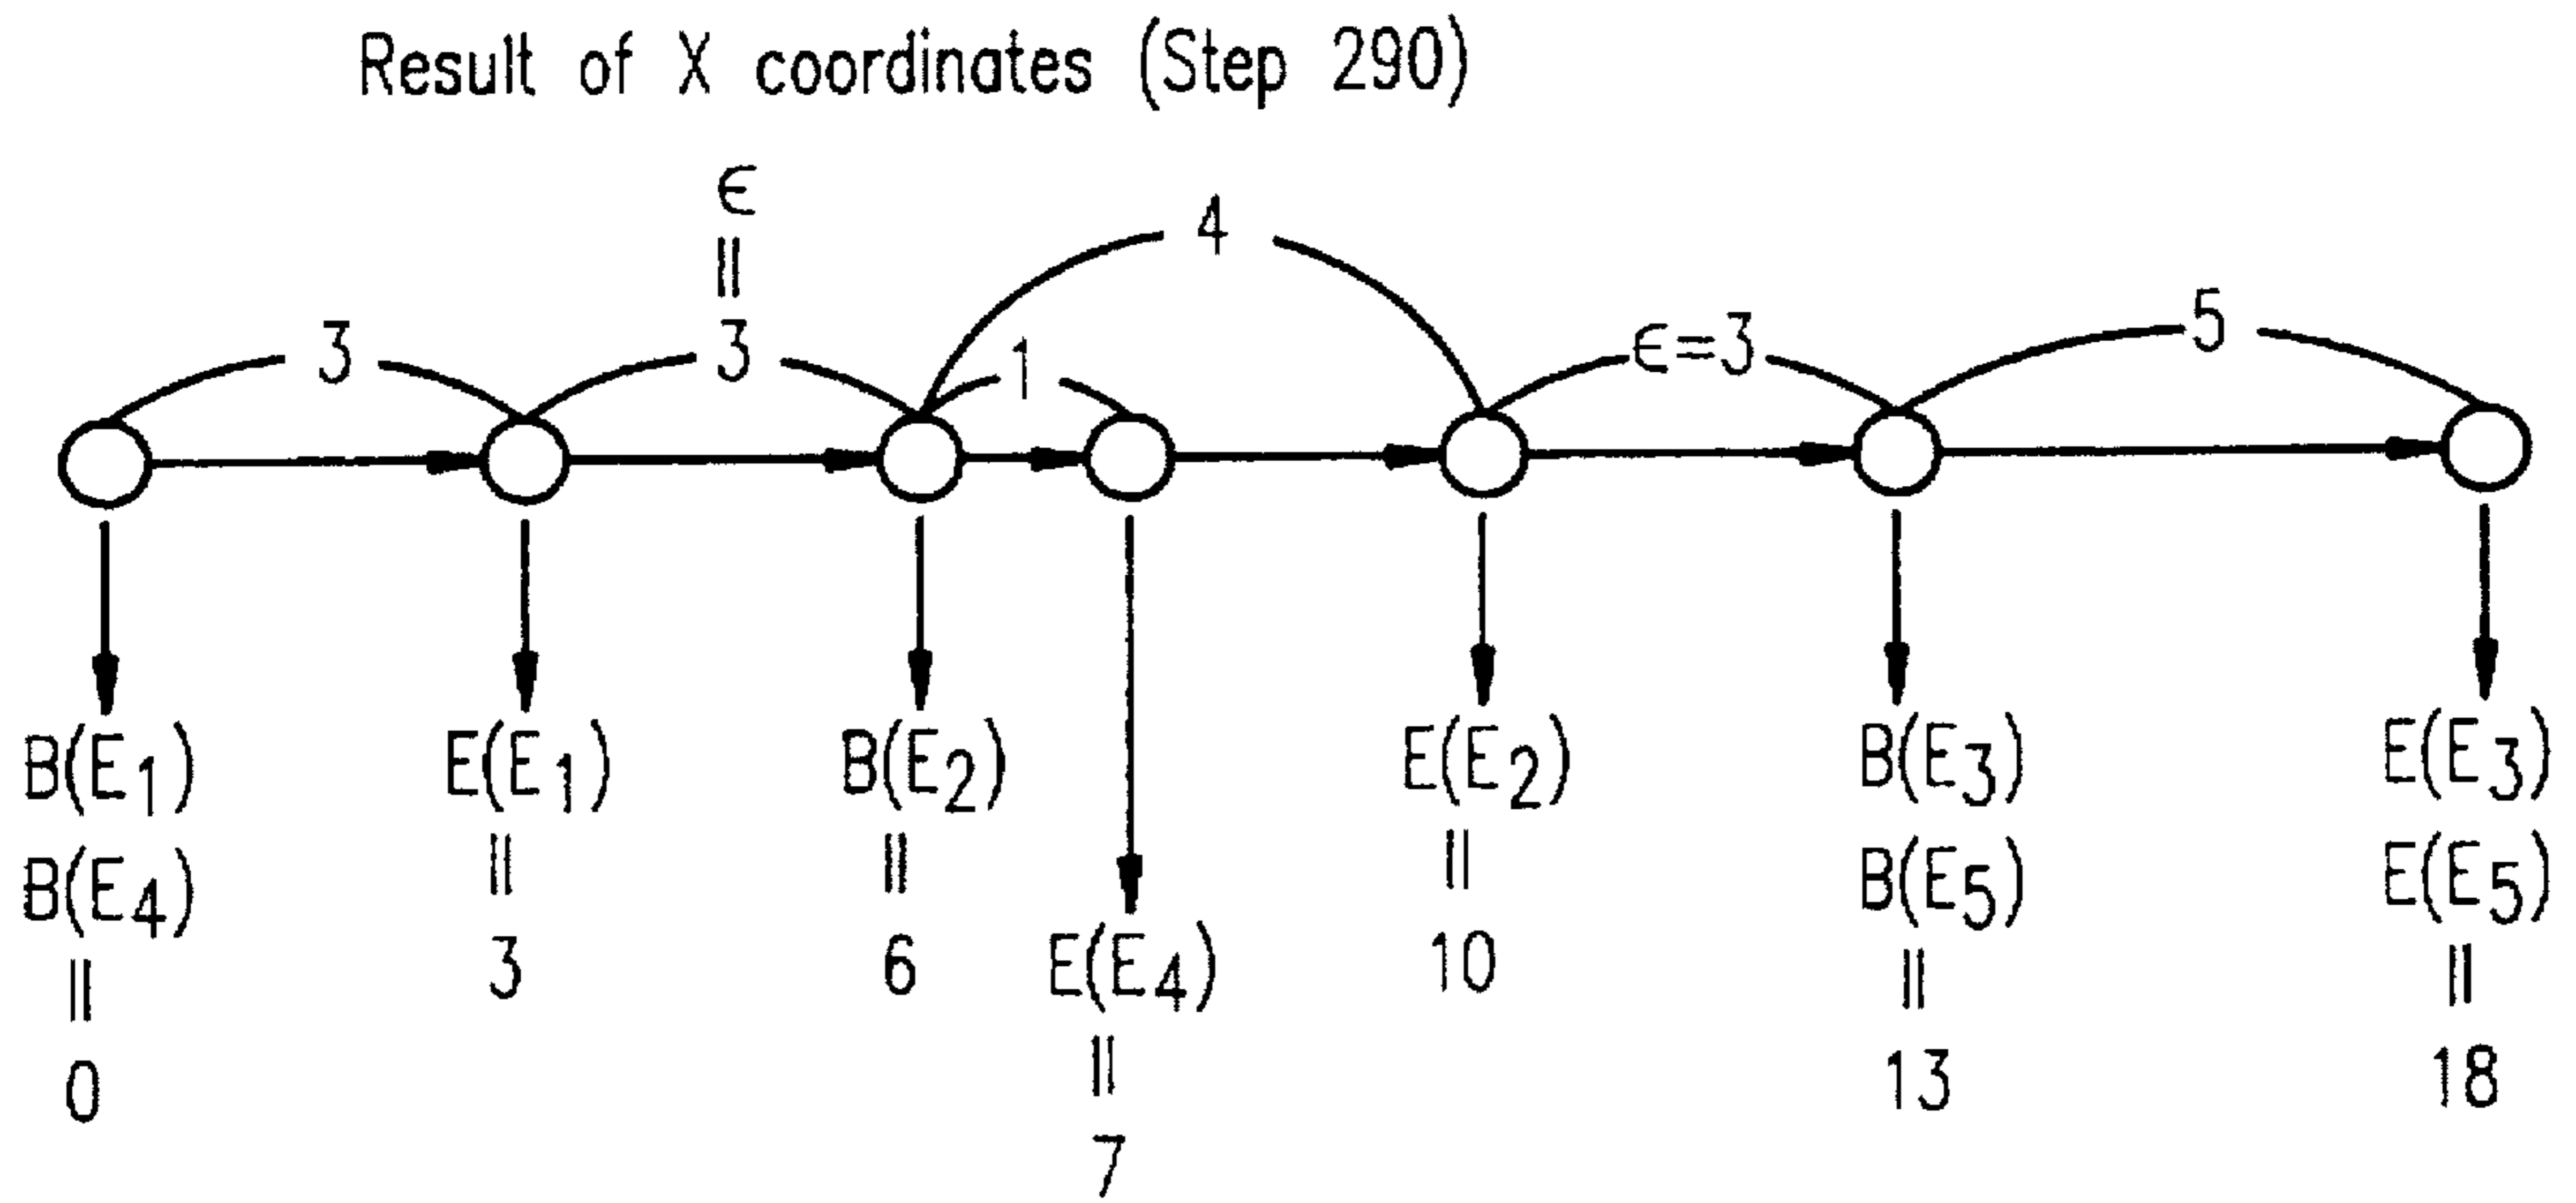 Result of X coordinates (Step 290)
ϵ
=
3
3
4
1
ϵ=3
5
B(E1)
B(E4)
=
0
E(E1)
=
3
B(E2)
=
6
E(E4)
=
7
E(E2)
=
10
B(E3)
B(E5)
=
13
E(E3)
E(E5)
=
18